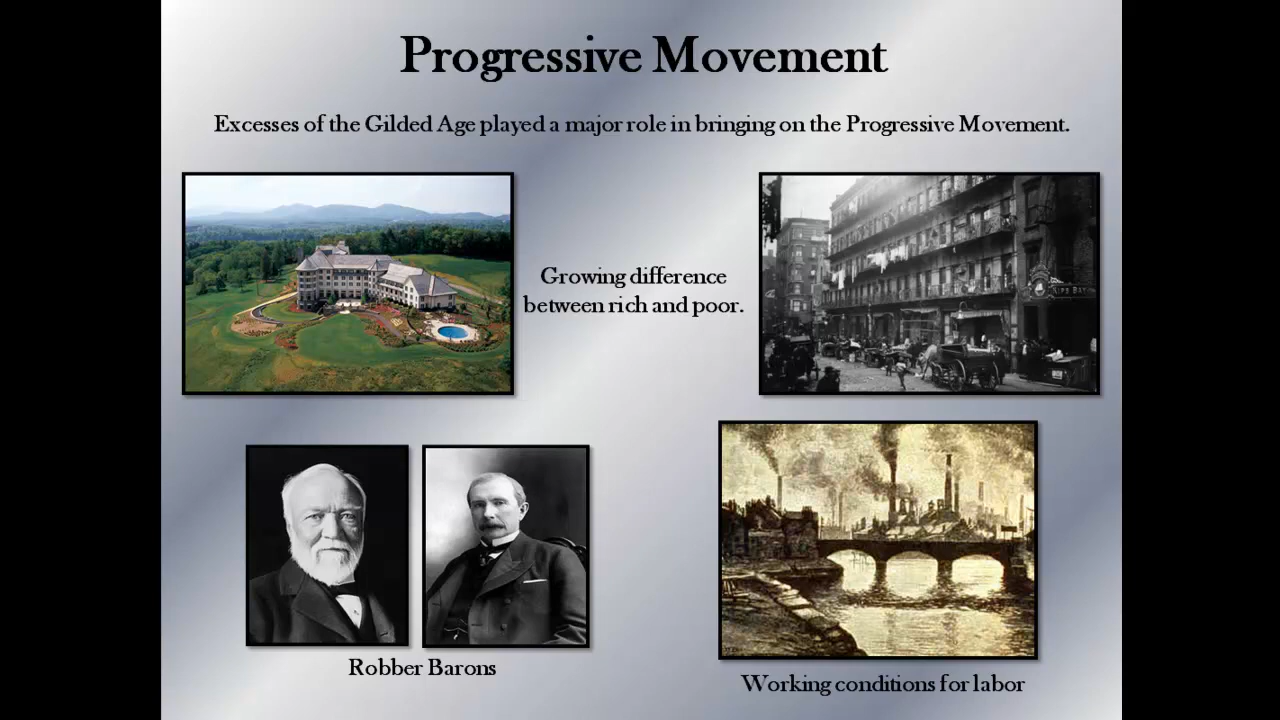 Progressive Movement
Excesses of the Gilded Age played a major role in bringing on the Progressive Movement.
Growing difference
between rich and poor.
Robber Barons
Working conditions for labor